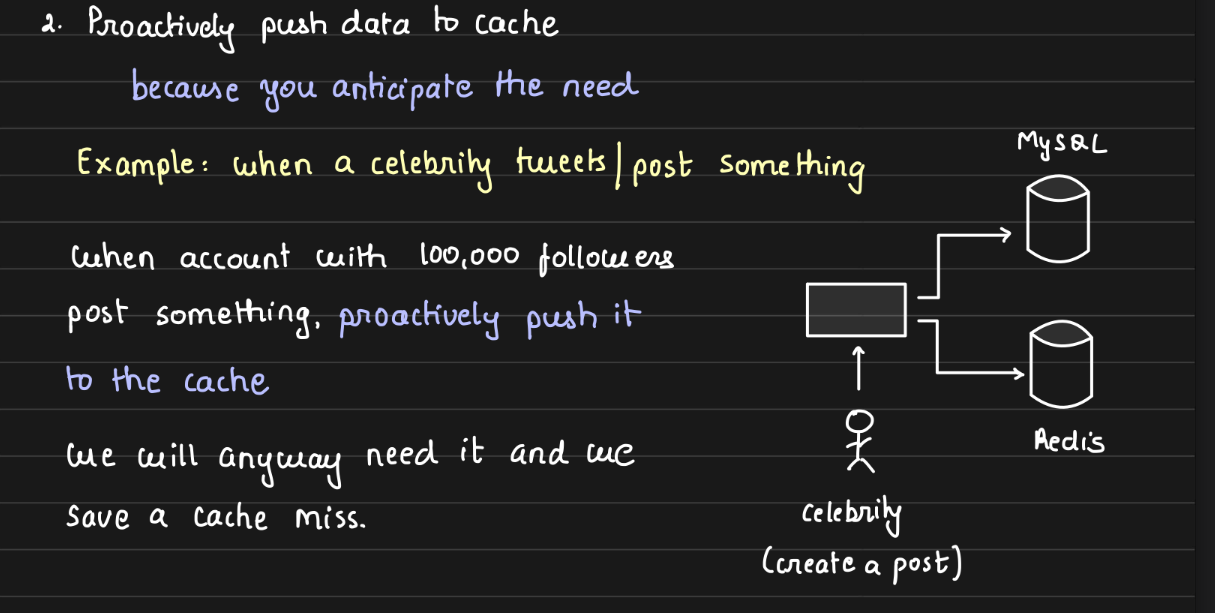 2. Proactively push data to cache
because you anticipate the need
Example: when a celebrity tweets/post something
when account with 100,000 followers
post something, proactively push it
to the cache
we will anyway need it and we
save a cache miss.
MySQL
Redis
celebrity
(create a post)